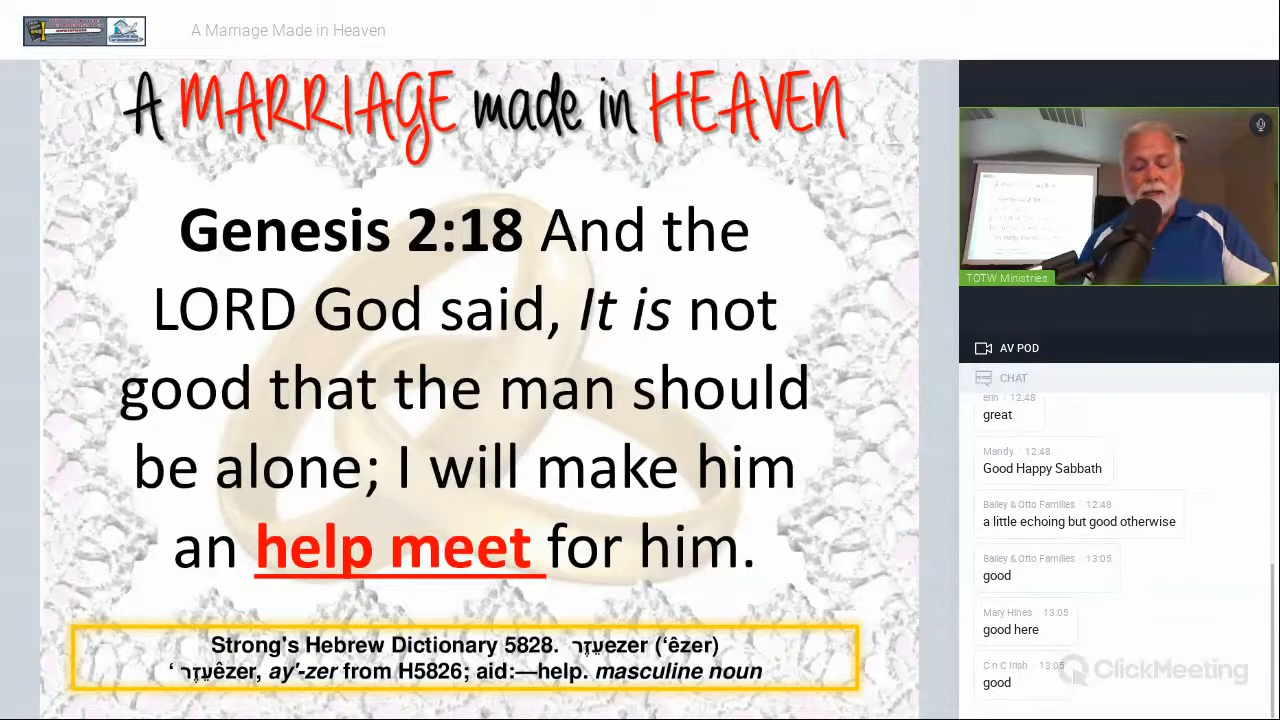 A Marriage Made in Heaven
A MARRIAGE made in HEAVEN
Genesis 2:18 And the
LORD God said, It is not
good that the man should
be alone; I will make him
an help meet for him.
Strong's Hebrew Dictionary 5828. עֵזֶר ezer (‘êzer)
‘ עֵזֶר êzer, ay'-zer from H5826; aid:—help. masculine noun
TOTW Ministries
AV POD
CHAT
erin 12:48
great
Mandy 12:48
Good Happy Sabbath
Bailey & Otto Families 12:48
a little echoing but good otherwise
Bailey & Otto Families 13:05
good
Mary Hines 13:05
good here
C n C Irish 13:05
good
ClickMeeting